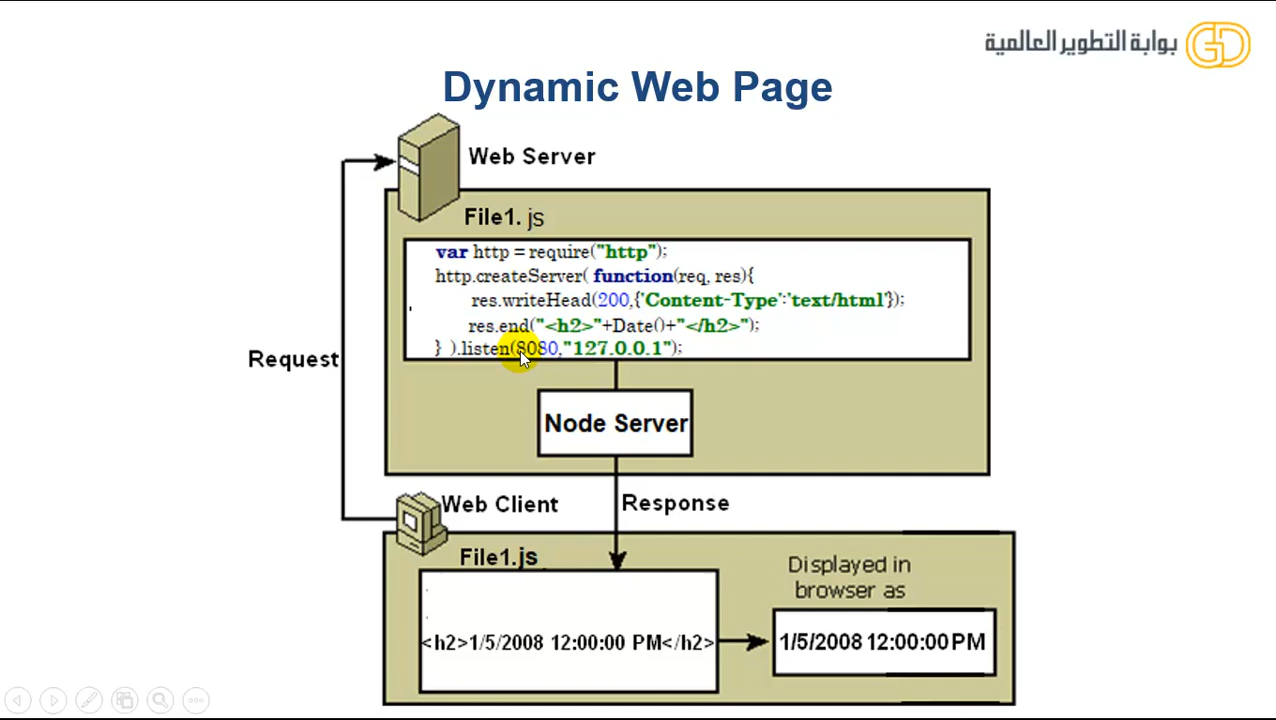 بوابة التطوير العالمية
Dynamic Web Page
Web Server
File1. js
var http = require("http");
http.createServer( function(req, res){
res.writeHead(200,{'Content-Type':'text/html'});
res.end("<h2>"+Date()+"</h2>");
} ).listen(8080,"127.0.0.1");
Request
Node Server
Web Client
Response
File1.js
Displayed in
browser as
<h2>1/5/2008 12:00:00 PM</h2>
1/5/2008 12:00:00 PM